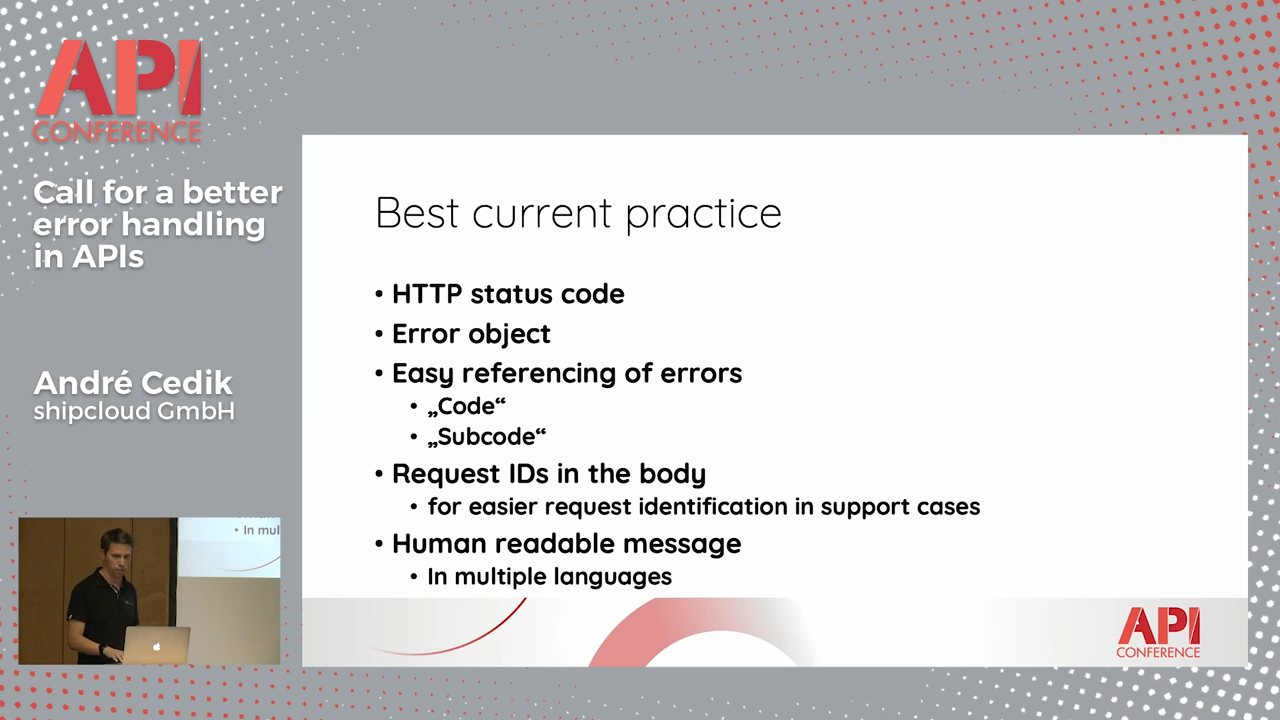 API
CONFERENCE
Call for a better
error handling
in APIs
André Cedik
shipcloud GmbH
Best current practice
• HTTP status code
• Error object
• Easy referencing of errors
• „Code“
• „Subcode“
• Request IDs in the body
• for easier request identification in support cases
• Human readable message
• In multiple languages
• In mul
API
CONFERENCE